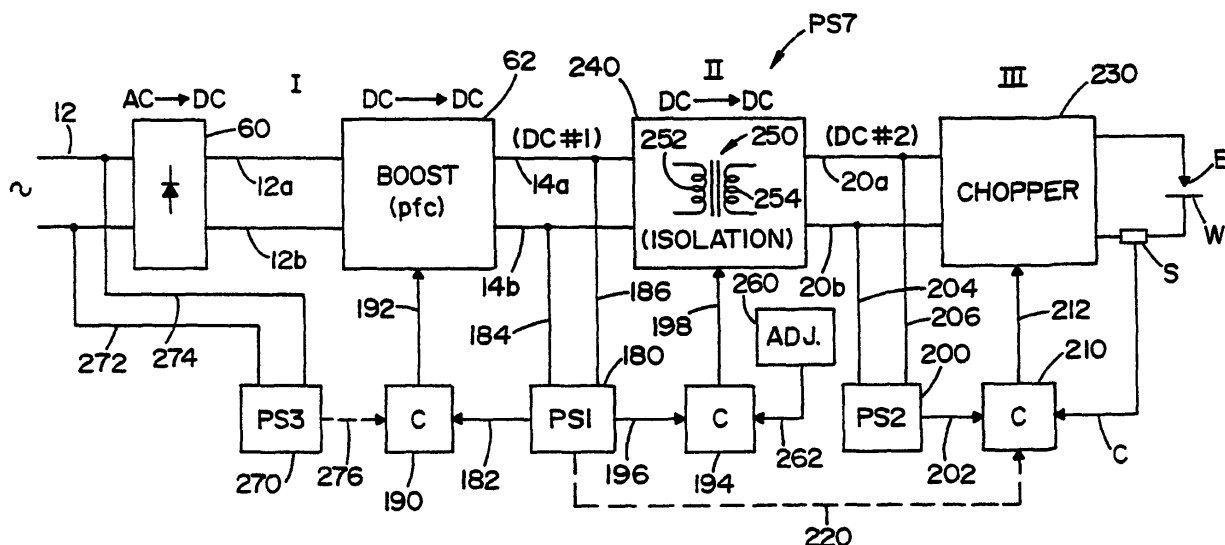 PS7
I
II
III
12
AC→DC
60
DC→DC
62
240
DC→DC
230
(DC#1)
252
250
(DC#2)
12a
14a
254
20a
~
BOOST
(pfc)
(ISOLATION)
CHOPPER
E
W
S
12b
14b
20b
192
186
260
204
212
274
184
198
ADJ.
206
272
180
200
210
PS3
C
PS1
C
PS2
C
C
270
276
190
182
196
194
262
202
220